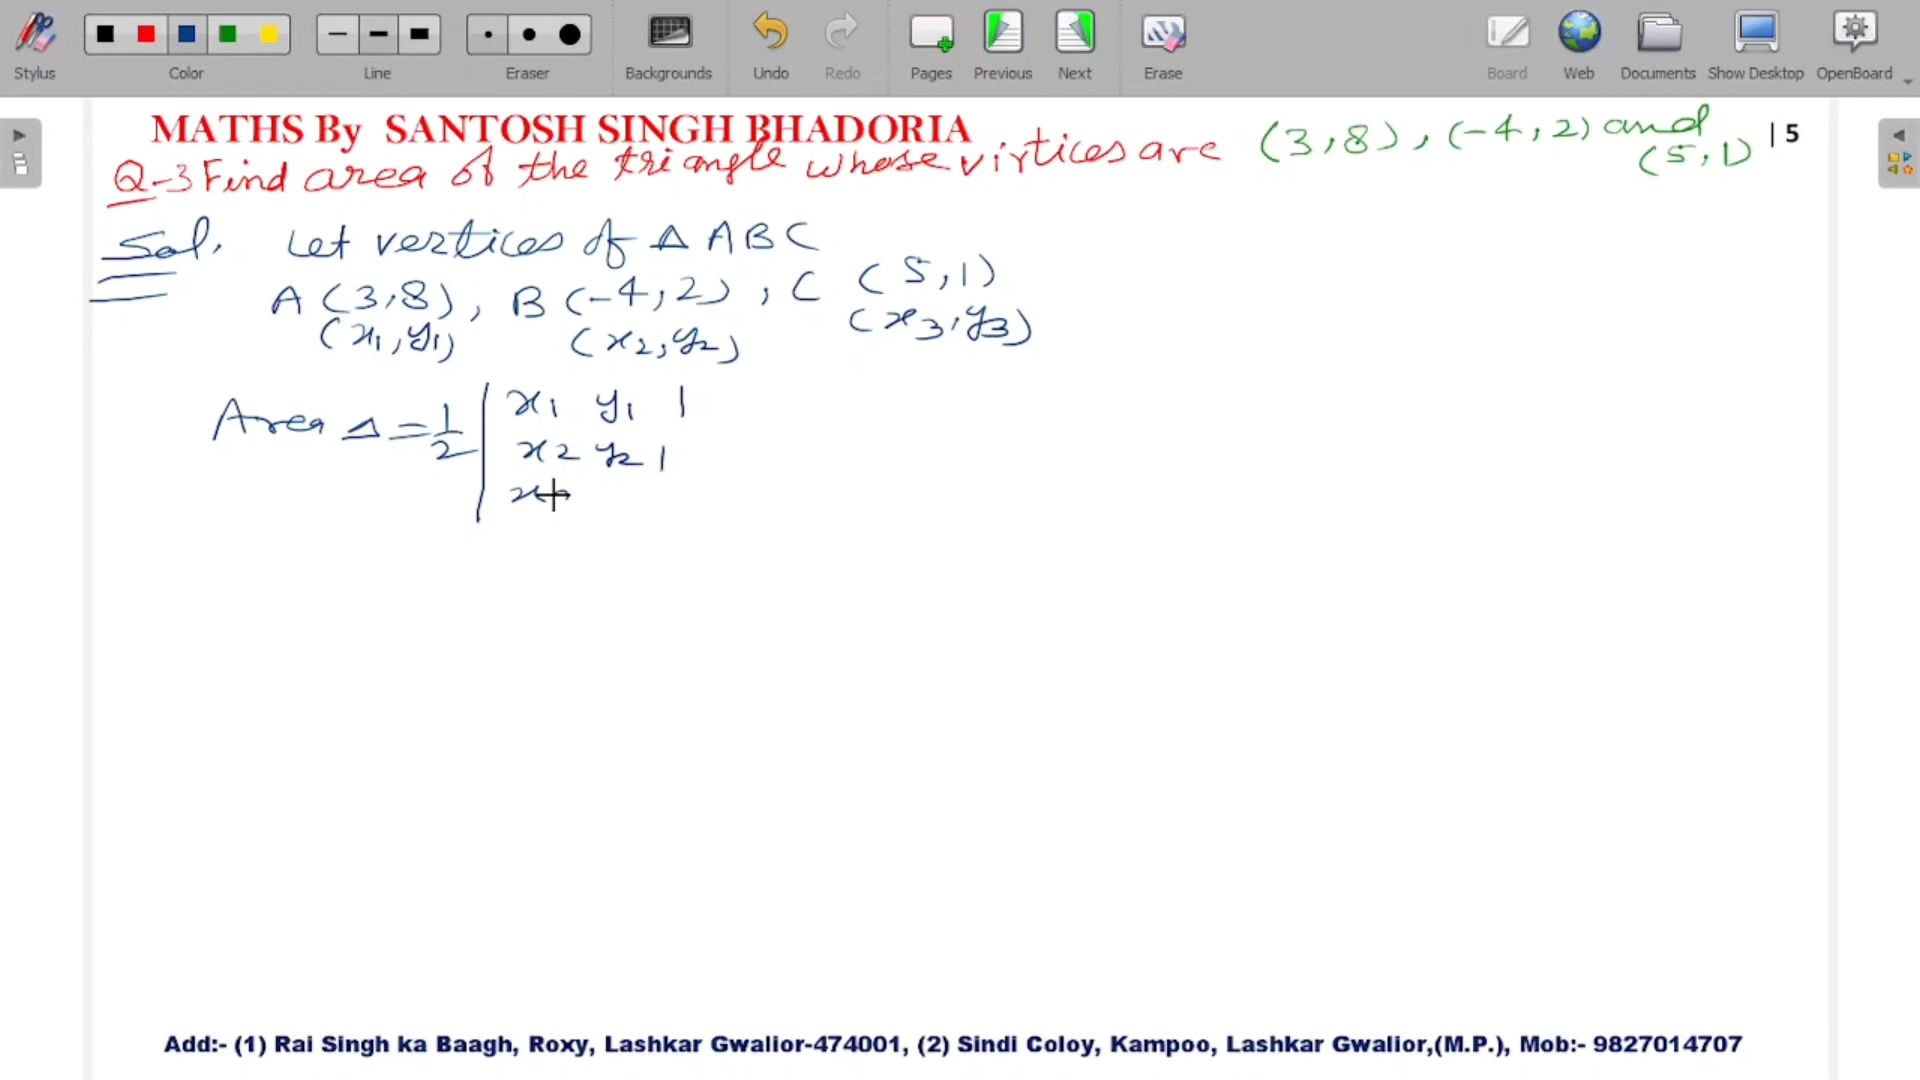 Stylus Color Line Eraser Backgrounds Undo Redo Pages Previous Next Erase Board Web Documents Show Desktop OpenBoard
MATHS By SANTOSH SINGH BHADORIA
Q-3 Find area of the triangle whose virtices are (3,8), (-4,2) and (5,1)
| 5
Sol. Let vertices of Δ ABC
A (3,8), B (-4,2), C (5,1)
(x1,y1) (x2,y2) (x3,y3)
Area Δ = 1/2 | x1 y1 1
x2 y2 1
x
Add:- (1) Rai Singh ka Baagh, Roxy, Lashkar Gwalior-474001, (2) Sindi Coloy, Kampoo, Lashkar Gwalior,(M.P.), Mob:- 9827014707